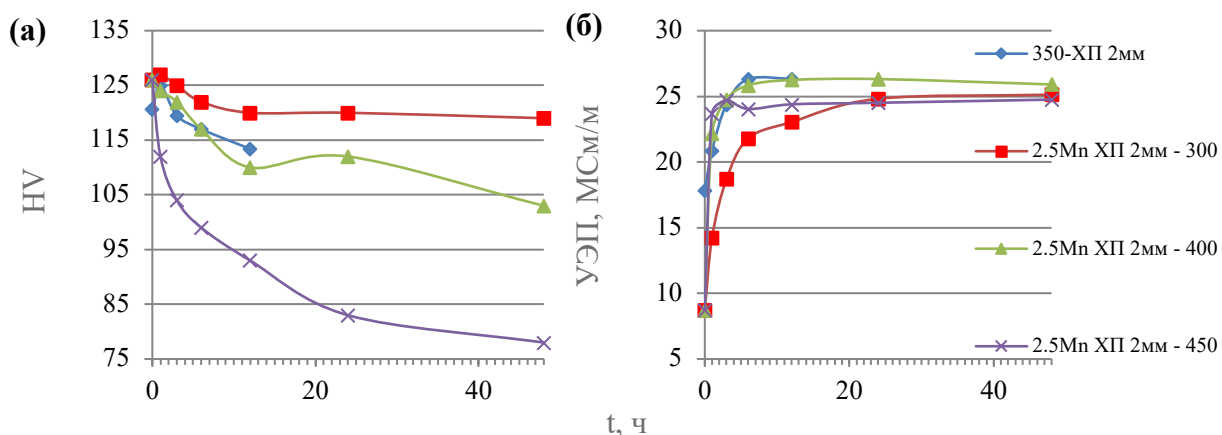 (а)
HV
135
125
115
105
95
85
75
0
20
40
(б)
УЭП, МСм/м
30
25
20
15
10
5
0
20
40
350-ХП 2мм
2.5Mn ХП 2мм - 300
2.5Mn ХП 2мм - 400
2.5Mn ХП 2мм - 450
t, ч